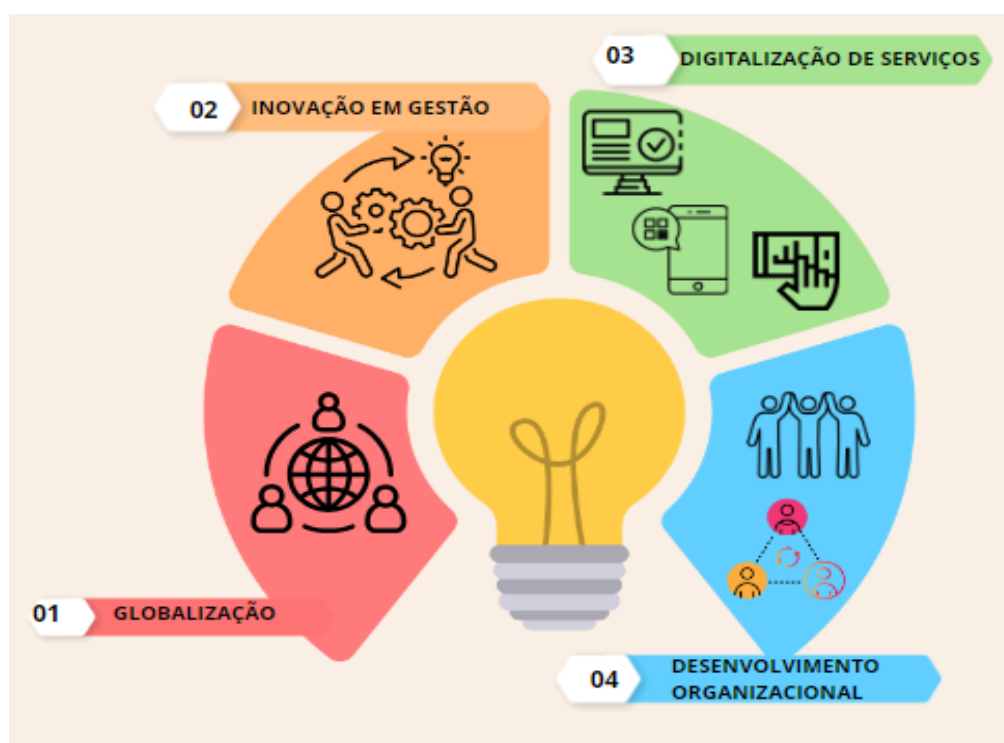 01 GLOBALIZAÇÃO
02 INOVAÇÃO EM GESTÃO
03 DIGITALIZAÇÃO DE SERVIÇOS
04 DESENVOLVIMENTO
ORGANIZACIONAL